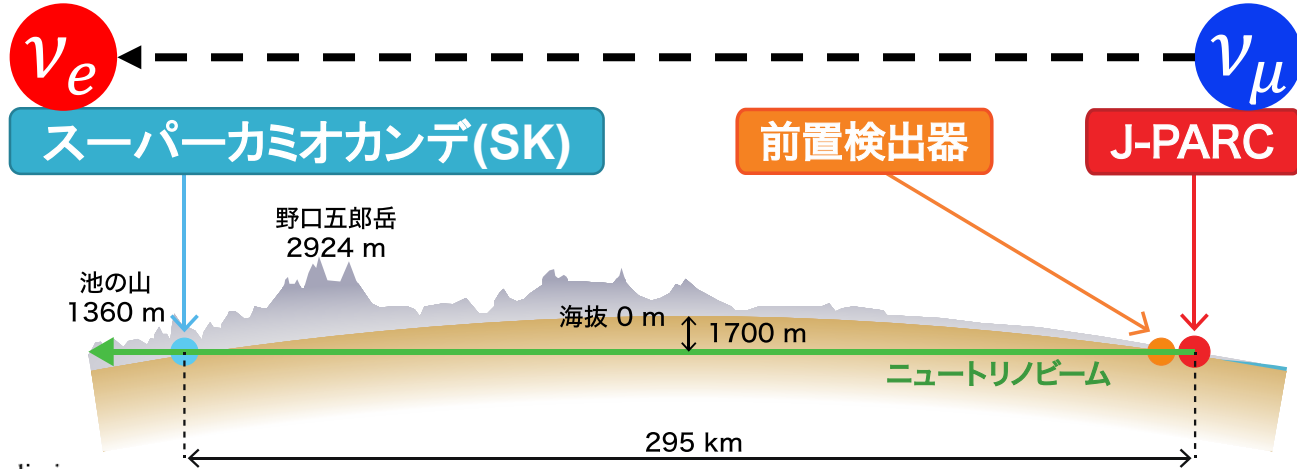 νe
νμ
スーパーカミオカンデ(SK)
前置検出器
J-PARC
野口五郎岳
2924 m
池の山
1360 m
海抜 0 m
1700 m
ニュートリノビーム
295 km